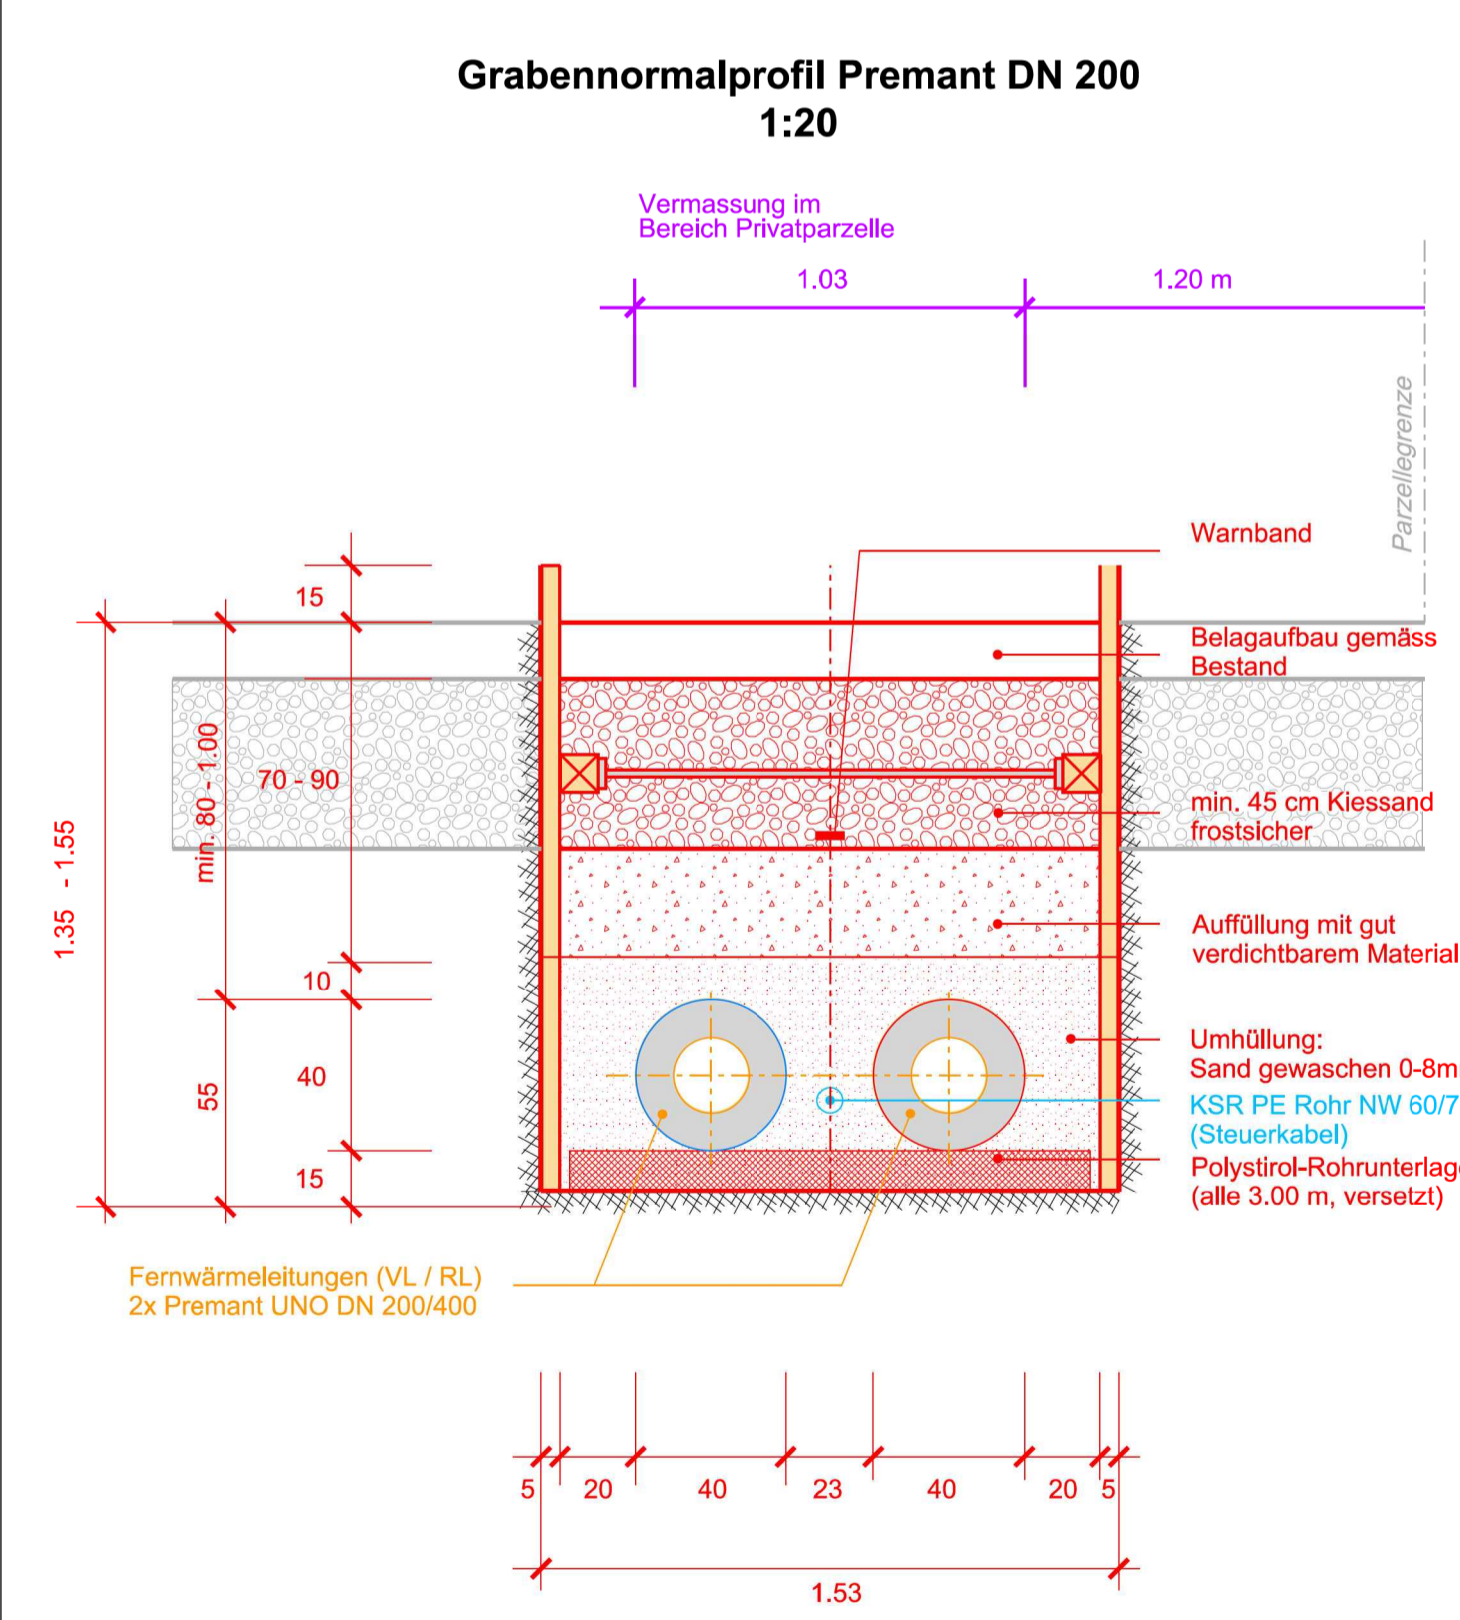 Grabennormalprofil Premant DN 200
1:20
Vermassung im
Bereich Privatparzelle
1.03
1.20 m
Parzellegrenze
Warnband
15
Belagaufbau gemäss
Bestand
min. 80 - 1.00
70 - 90
min. 45 cm Kiessand
frostsicher
1.35 - 1.55
Auffüllung mit gut
verdichtbarem Material
10
Umhüllung:
Sand gewaschen 0-8m
55
40
KSR PE Rohr NW 60/7
(Steuerkabel)
15
Polystirol-Rohrunterlag
(alle 3.00 m, versetzt)
Fernwärmeleitungen (VL / RL)
2x Premant UNO DN 200/400
5 20 40 23 40 20 5
1.53